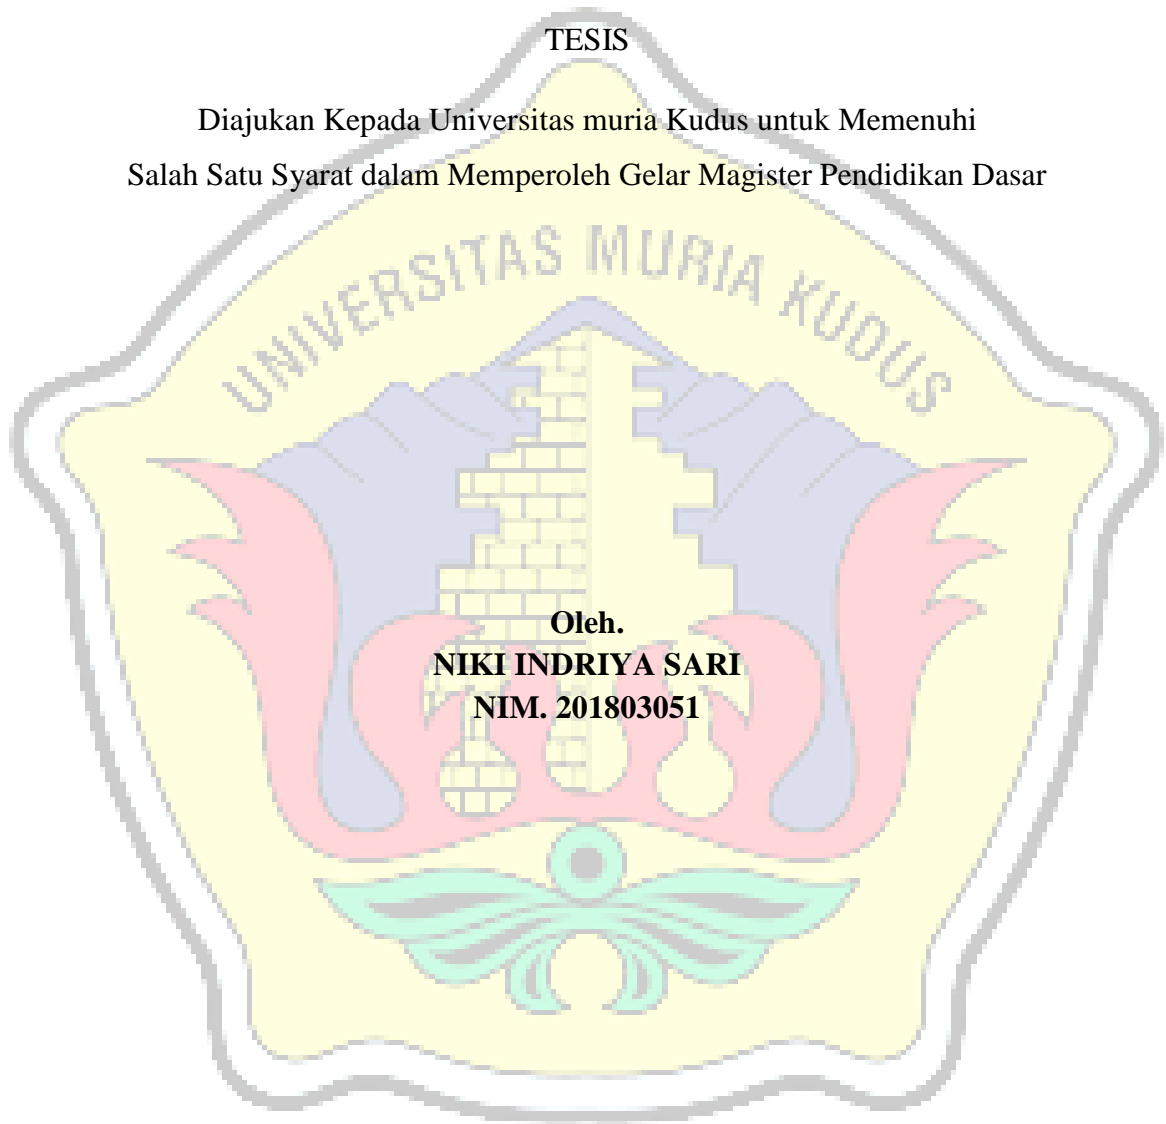 TESIS
Diajukan Kepada Universitas muria Kudus untuk Memenuhi
Salah Satu Syarat dalam Memperoleh Gelar Magister Pendidikan Dasar
UNIVERSITAS MURIA KUDUS
Oleh.
NIKI INDRIYA SARI
NIM. 201803051